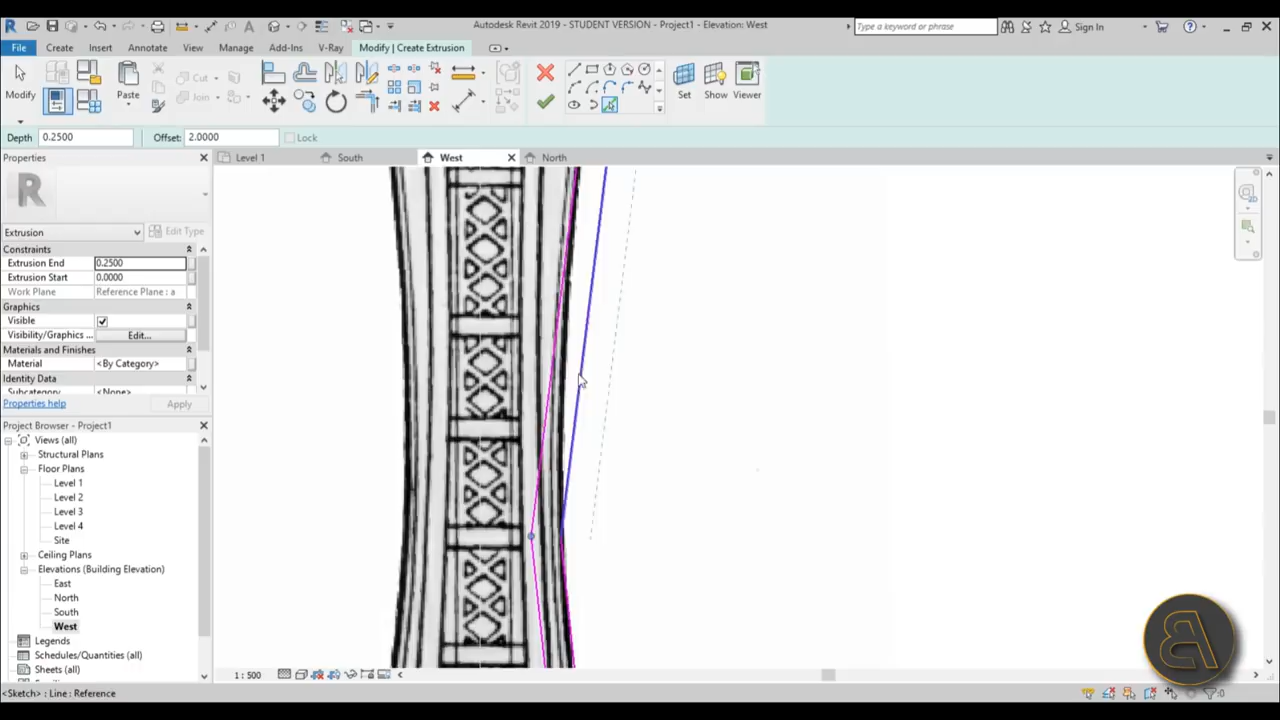 Autodesk Revit 2019 - STUDENT VERSION - Project1 - Elevation: West
Type a keyword or phrase
Sign In
File Create Insert Annotate View Manage Add-Ins V-Ray Modify | Create Extrusion
Modify
Paste
Cut
Join
Set Show Viewer
Depth 0.2500 Offset: 2.0000 Lock
Properties
Level 1 South West North
Extrusion Edit Type
Constraints
Extrusion End 0.2500
Extrusion Start 0.0000
Work Plane Reference Plane : a
Graphics
Visible
Visibility/Graphics ... Edit...
Materials and Finishes
Material <By Category>
Identity Data
Subcategory <None>
Properties help Apply
Project Browser - Project1
Views (all)
Structural Plans
Floor Plans
Level 1
Level 2
Level 3
Level 4
Site
Ceiling Plans
Elevations (Building Elevation)
East
North
South
West
Legends
Schedules/Quantities (all)
Sheets (all)
1 : 500
<Sketch> : Line : Reference
:0